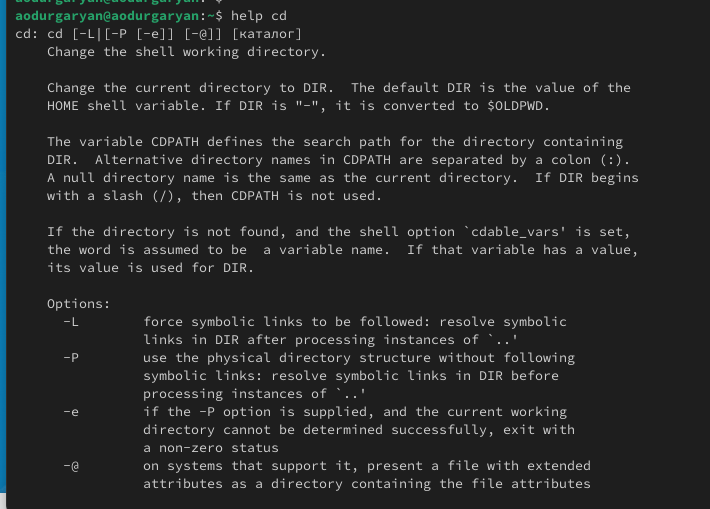 aodurgaryan@aodurgaryan:~$ help cd
cd: cd [-L|[-P [-e]] [-@]] [каталог]
    Change the shell working directory.

    Change the current directory to DIR.  The default DIR is the value of the
    HOME shell variable. If DIR is "-", it is converted to $OLDPWD.

    The variable CDPATH defines the search path for the directory containing
    DIR.  Alternative directory names in CDPATH are separated by a colon (:).
    A null directory name is the same as the current directory.  If DIR begins
    with a slash (/), then CDPATH is not used.

    If the directory is not found, and the shell option `cdable_vars' is set,
    the word is assumed to be  a variable name.  If that variable has a value,
    its value is used for DIR.

    Options:
      -L        force symbolic links to be followed: resolve symbolic
                links in DIR after processing instances of `..'
      -P        use the physical directory structure without following
                symbolic links: resolve symbolic links in DIR before
                processing instances of `..'
      -e        if the -P option is supplied, and the current working
                directory cannot be determined successfully, exit with
                a non-zero status
      -@        on systems that support it, present a file with extended
                attributes as a directory containing the file attributes